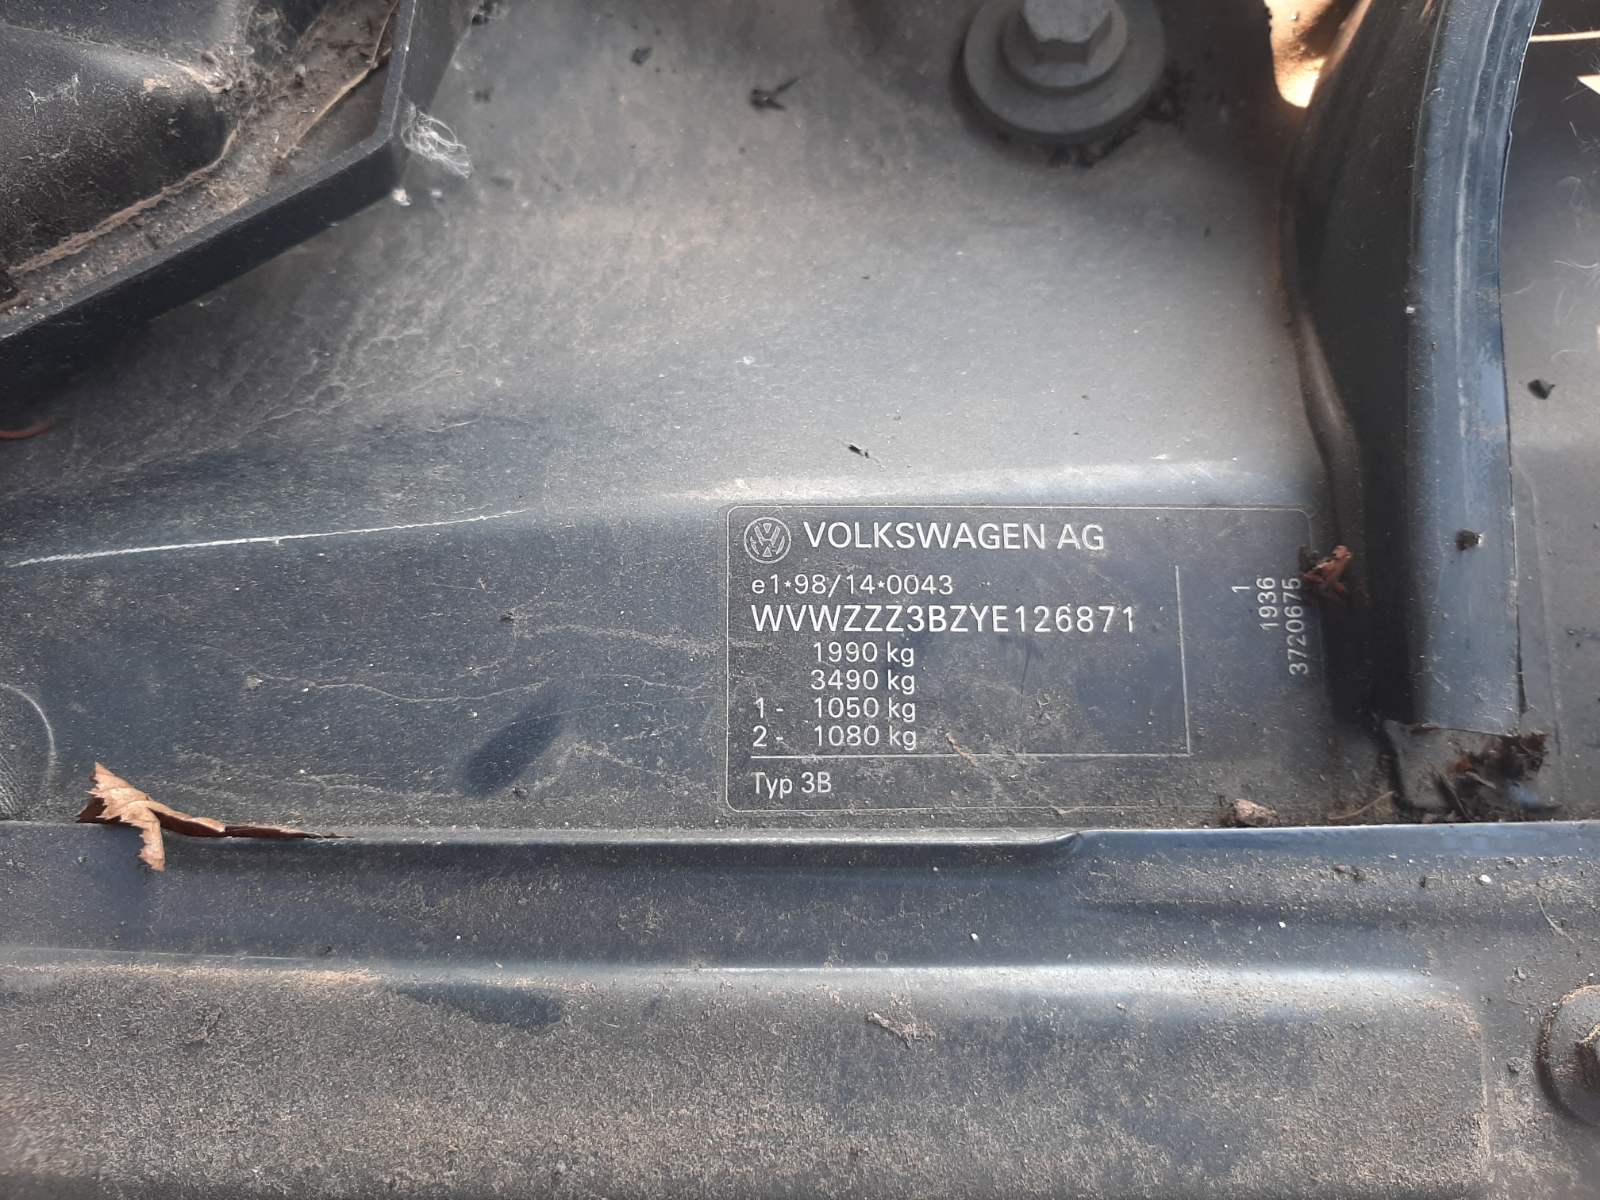 VOLKSWAGEN AG
e1*98/14*0043
WVWZZZ3BZYE126871
1990 kg
3490 kg
1 - 1050 kg
2 - 1080 kg
Typ 3B
1
1936
3720675